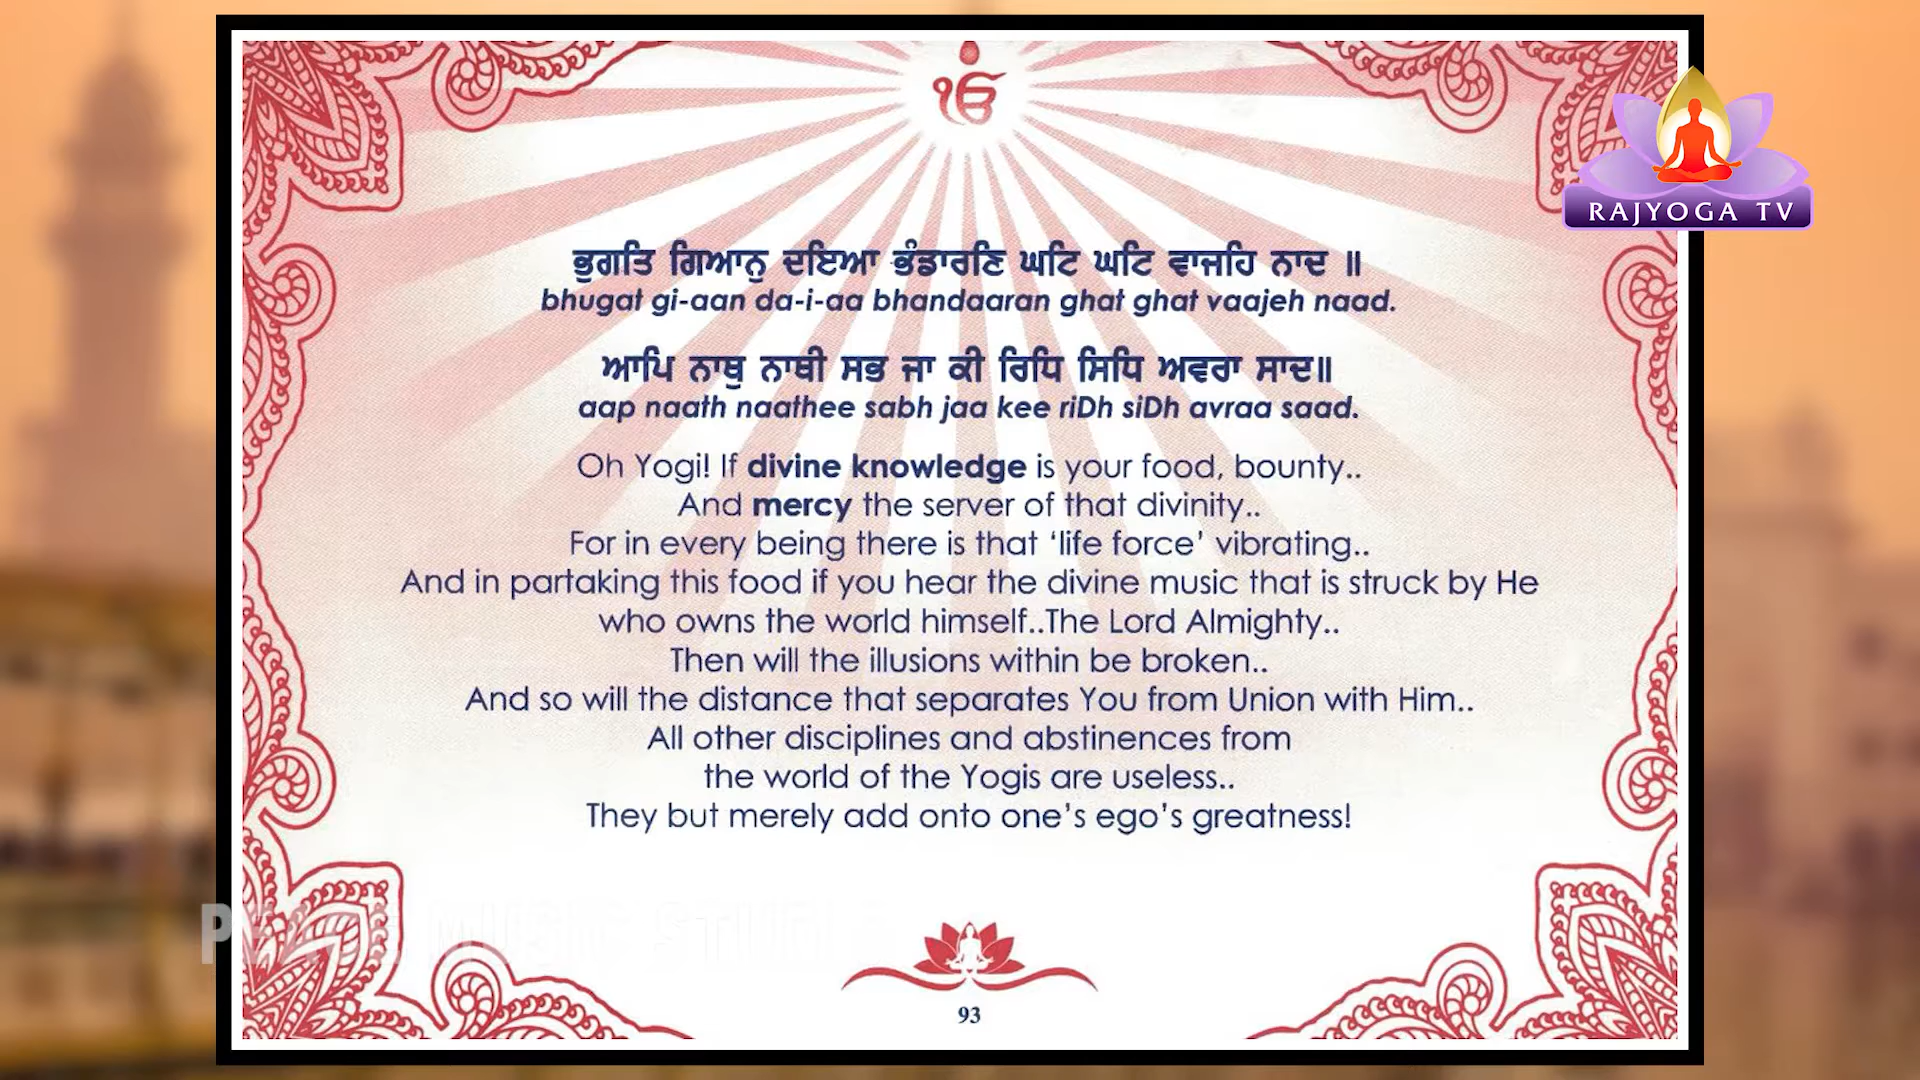 ੴ
RAJYOGA TV
ਭੁਗਤਿ ਗਿਆਨੁ ਦਇਆ ਭੰਡਾਰਣਿ ਘਟਿ ਘਟਿ ਵਾਜਹਿ ਨਾਦ ॥
bhugat gi-aan da-i-aa bhandaaran ghat ghat vaajeh naad.
ਆਪਿ ਨਾਥੁ ਨਾਥੀ ਸਭ ਜਾ ਕੀ ਰਿਧਿ ਸਿਧਿ ਅਵਰਾ ਸਾਦ॥
aap naath naathee sabh jaa kee riDh siDh avraa saad.
Oh Yogi! If divine knowledge is your food, bounty..
And mercy the server of that divinity..
For in every being there is that ‘life force’ vibrating..
And in partaking this food if you hear the divine music that is struck by He
who owns the world himself..The Lord Almighty..
Then will the illusions within be broken..
And so will the distance that separates You from Union with Him..
All other disciplines and abstinences from
the world of the Yogis are useless..
They but merely add onto one’s ego’s greatness!
PEACE MUSIC STUDIO
93